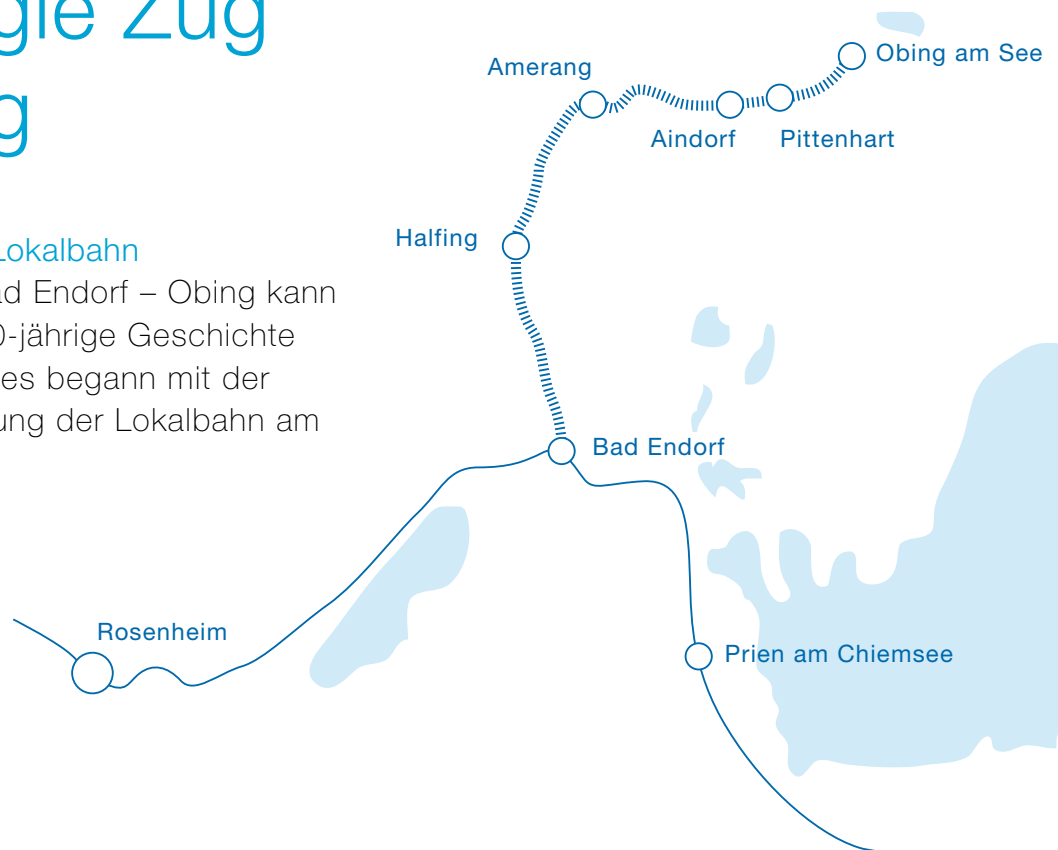 gie Zug
g
Lokalbahn
ad Endorf – Obing kann
0-jährige Geschichte
es begann mit der
ung der Lokalbahn am
Obing am See
Amerang
Aindorf
Pittenhart
Halfing
Bad Endorf
Rosenheim
Prien am Chiemsee